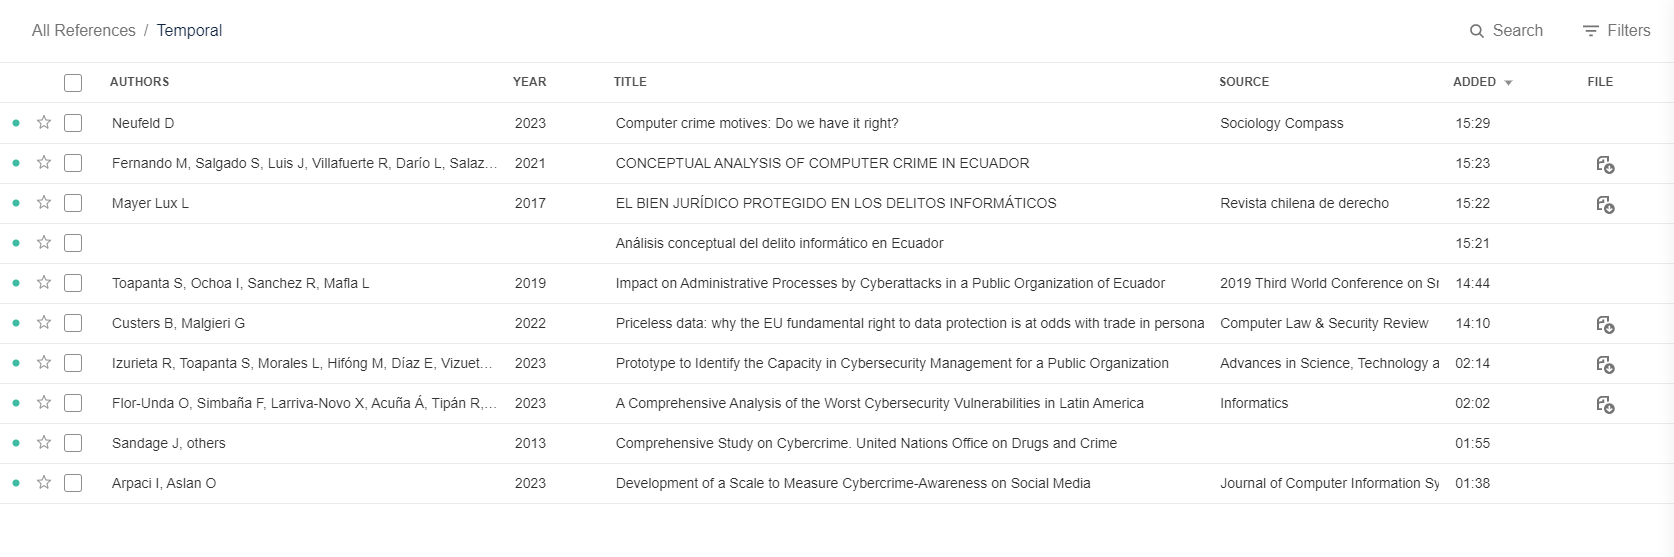 All References / Temporal Search Filters
AUTHORS YEAR TITLE SOURCE ADDED FILE
Neufeld D 2023 Computer crime motives: Do we have it right? Sociology Compass 15:29
Fernando M, Salgado S, Luis J, Villafuerte R, Darío L, Salaz... 2021 CONCEPTUAL ANALYSIS OF COMPUTER CRIME IN ECUADOR 15:23
Mayer Lux L 2017 EL BIEN JURÍDICO PROTEGIDO EN LOS DELITOS INFORMÁTICOS Revista chilena de derecho 15:22
Análisis conceptual del delito informático en Ecuador 15:21
Toapanta S, Ochoa I, Sanchez R, Mafla L 2019 Impact on Administrative Processes by Cyberattacks in a Public Organization of Ecuador 2019 Third World Conference on Sr 14:44
Custers B, Malgieri G 2022 Priceless data: why the EU fundamental right to data protection is at odds with trade in persona Computer Law & Security Review 14:10
Izurieta R, Toapanta S, Morales L, Hifóng M, Díaz E, Vizuet... 2023 Prototype to Identify the Capacity in Cybersecurity Management for a Public Organization Advances in Science, Technology a 02:14
Flor-Unda O, Simbaña F, Larriva-Novo X, Acuña Á, Tipán R,... 2023 A Comprehensive Analysis of the Worst Cybersecurity Vulnerabilities in Latin America Informatics 02:02
Sandage J, others 2013 Comprehensive Study on Cybercrime. United Nations Office on Drugs and Crime 01:55
Arpaci I, Aslan O 2023 Development of a Scale to Measure Cybercrime-Awareness on Social Media Journal of Computer Information Sy 01:38